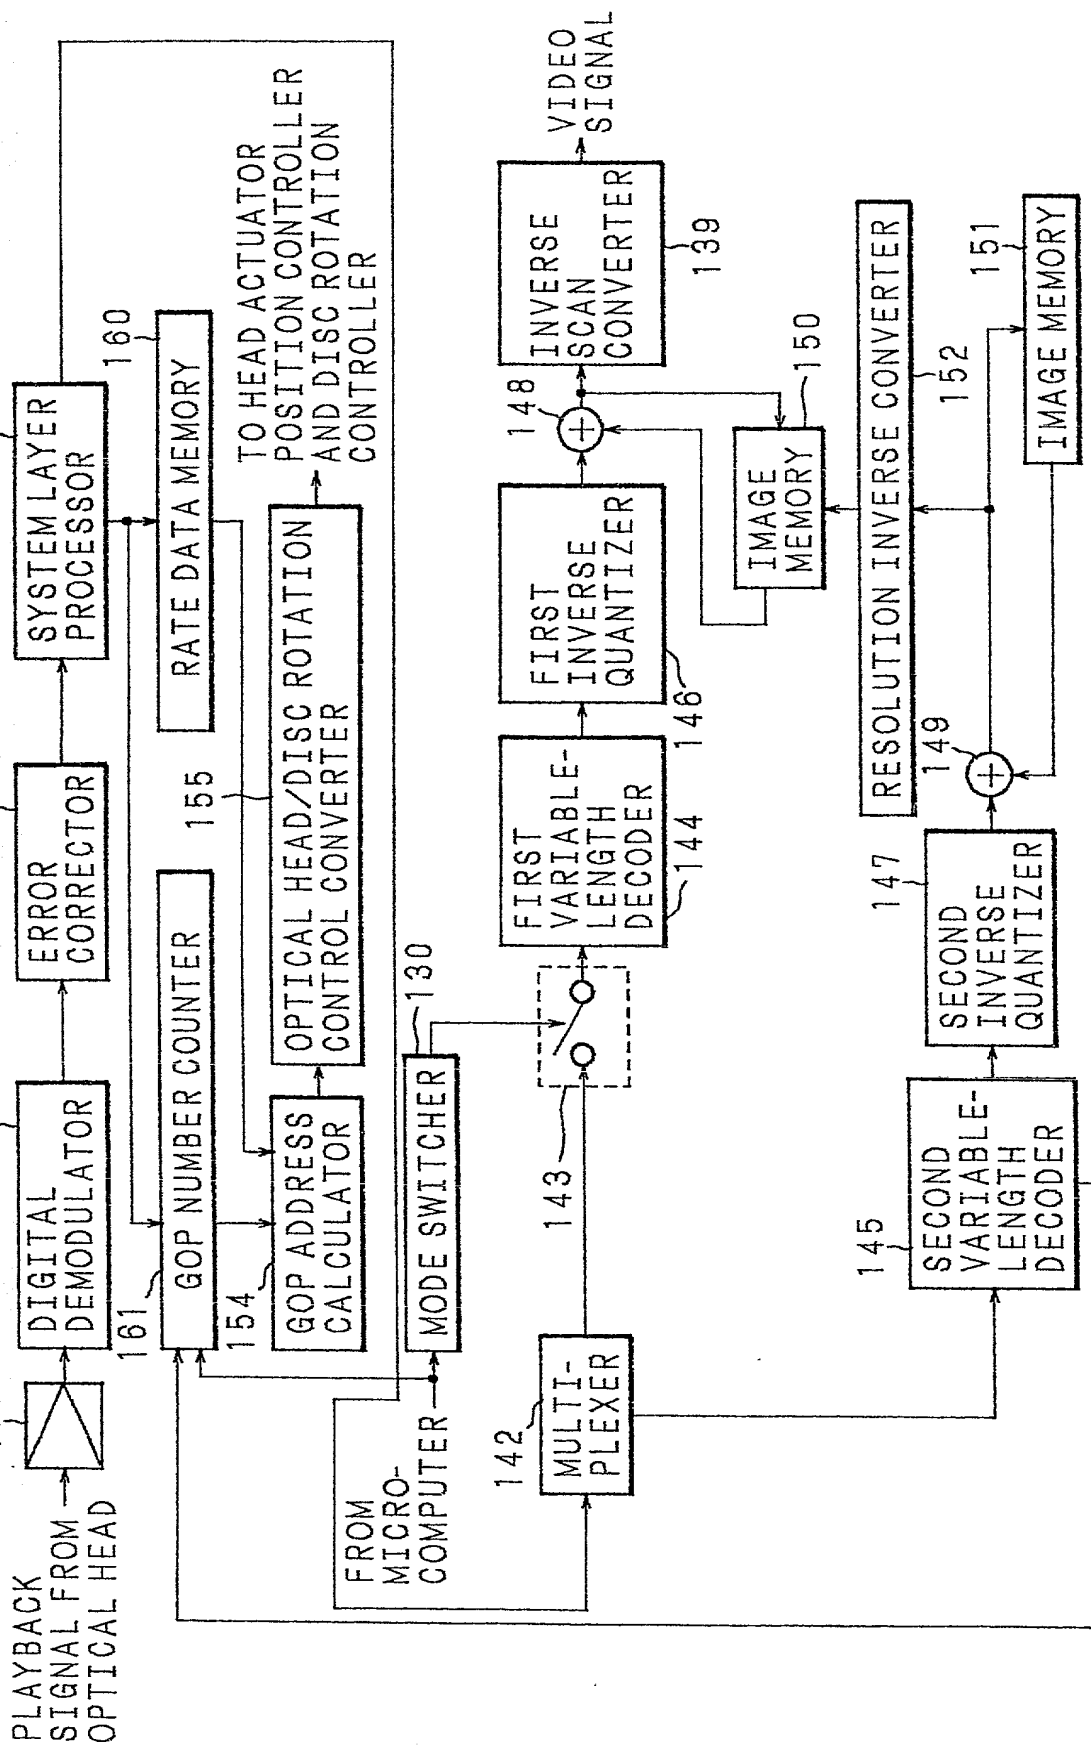 PLAYBACK
SIGNAL FROM
OPTICAL HEAD
DIGITAL
DEMODULATOR
ERROR
CORRECTOR
SYSTEM LAYER
PROCESSOR
161
GOP NUMBER COUNTER
160
RATE DATA MEMORY
154
GOP ADDRESS
CALCULATOR
155
OPTICAL HEAD/DISC ROTATION
CONTROL CONVERTER
TO HEAD ACTUATOR
POSITION CONTROLLER
AND DISC ROTATION
CONTROLLER
FROM
MICRO-
COMPUTER
MODE SWITCHER
130
142
MULTI-
PLEXER
143
FIRST
VARIABLE-
LENGTH
DECODER
144
FIRST
INVERSE
QUANTIZER
146
148
INVERSE
SCAN
CONVERTER
139
VIDEO
SIGNAL
IMAGE
MEMORY
150
RESOLUTION INVERSE CONVERTER
152
145
SECOND
VARIABLE-
LENGTH
DECODER
147
SECOND
INVERSE
QUANTIZER
149
IMAGE MEMORY
151